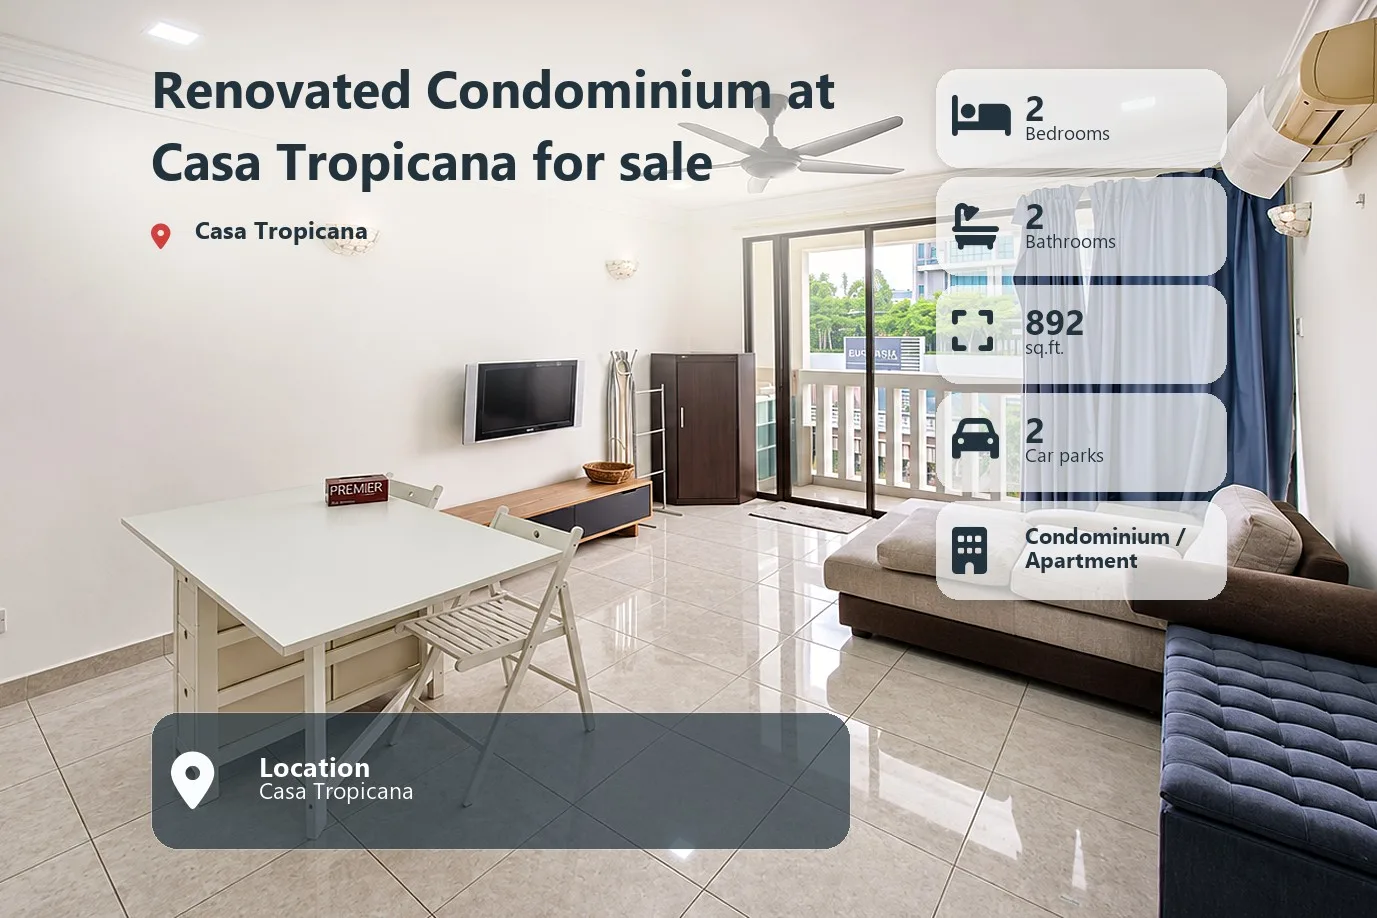 Renovated Condominium at
Casa Tropicana for sale
Casa Tropicana
2
Bedrooms
2
Bathrooms
892
sq.ft.
2
Car parks
Condominium /
Apartment
PREMIER
Location
Casa Tropicana